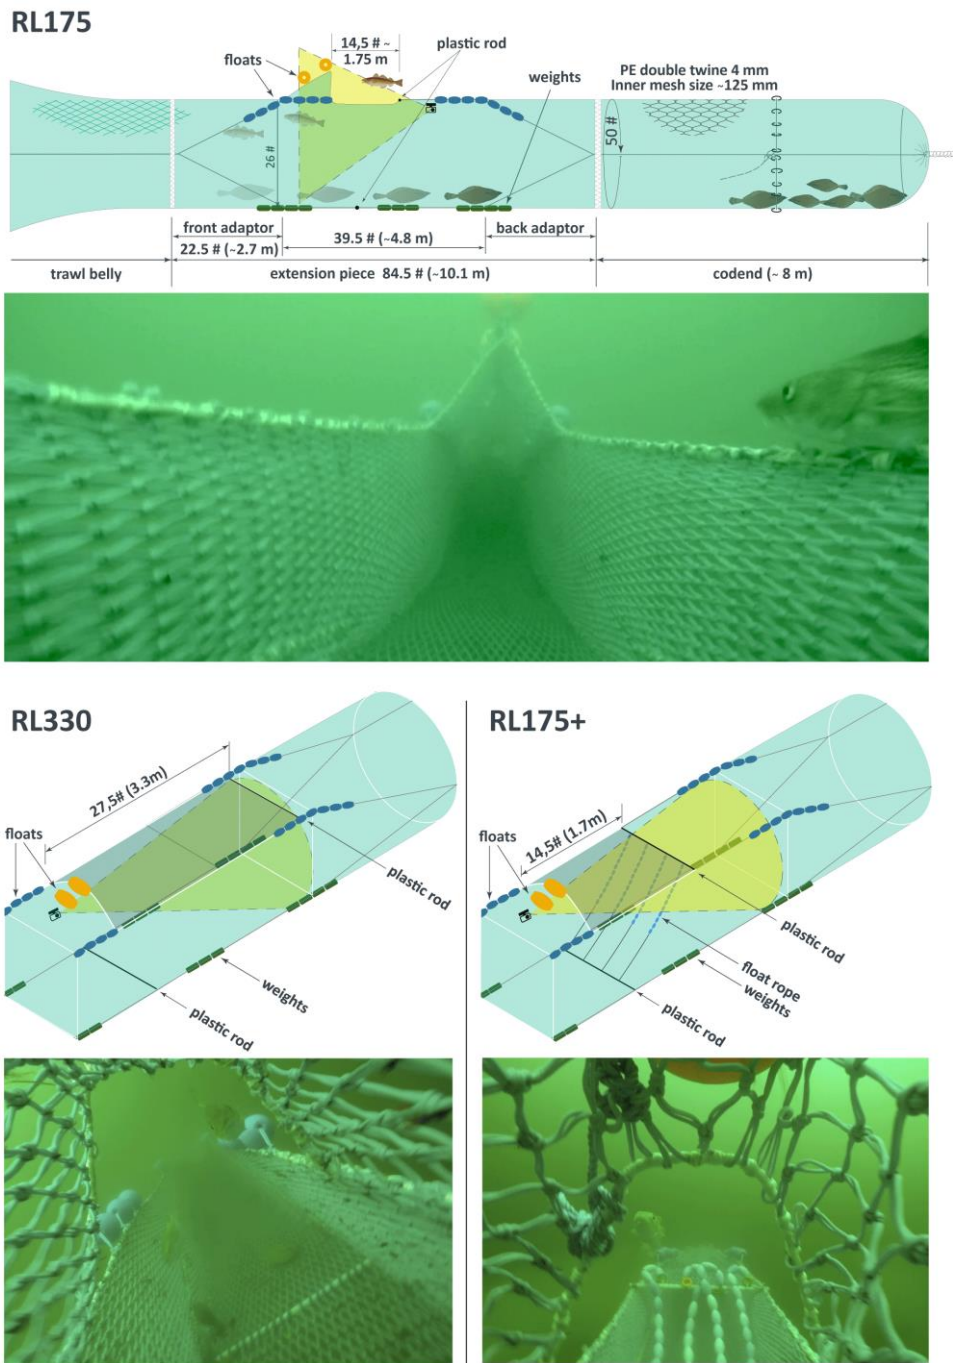 RL175
14,5 # ~
1.75 m
plastic rod
floats
weights
PE double twine 4 mm
Inner mesh size ~125 mm
50 #
26 #
front adaptor
22.5 # (~2.7 m)
39.5 # (~4.8 m)
back adaptor
trawl belly
extension piece 84.5 # (~10.1 m)
codend (~ 8 m)
RL330
27,5# (3.3m)
floats
plastic rod
weights
plastic rod
RL175+
14,5# (1.7m)
floats
plastic rod
float rope
weights
plastic rod